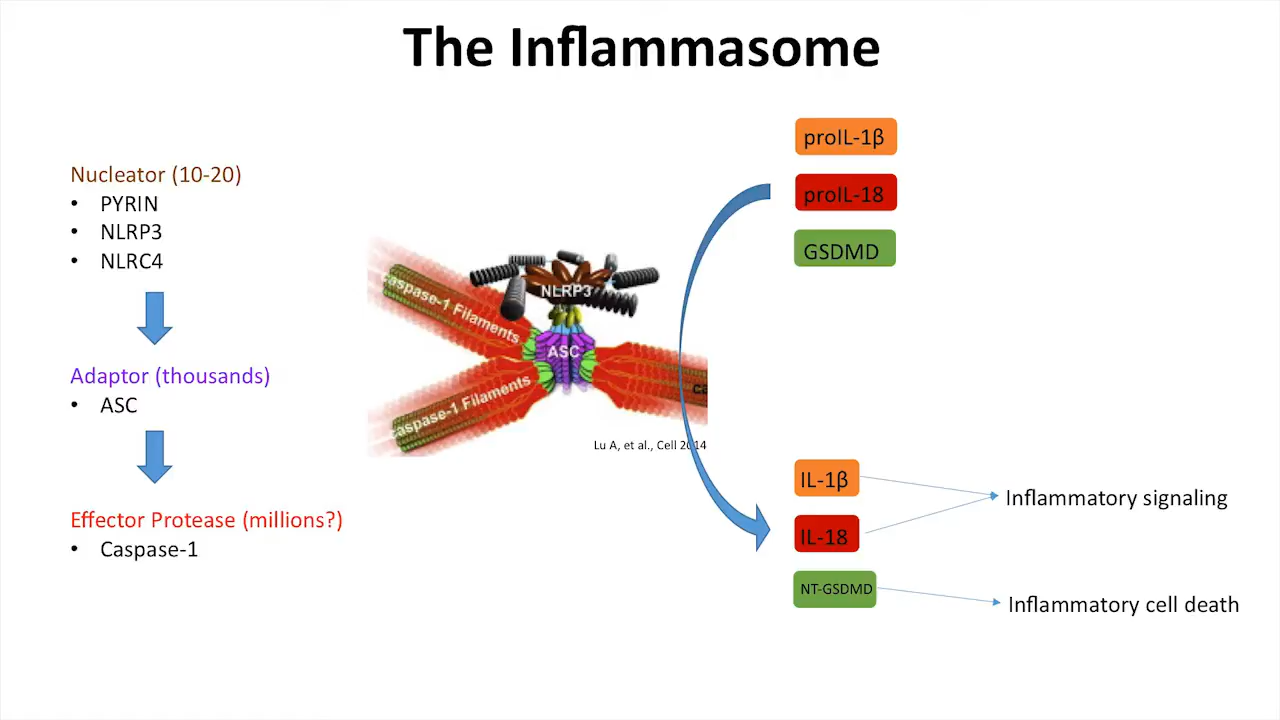 The Inflammasome
Nucleator (10-20)
• PYRIN
• NLRP3
• NLRC4
Adaptor (thousands)
• ASC
Effector Protease (millions?)
• Caspase-1
caspase-1 Filaments
NLRP3
ASC
caspase-1 Filaments
Lu A, et al., Cell 2014
proIL-1β
proIL-18
GSDMD
IL-1β
IL-18
NT-GSDMD
Inflammatory signaling
Inflammatory cell death